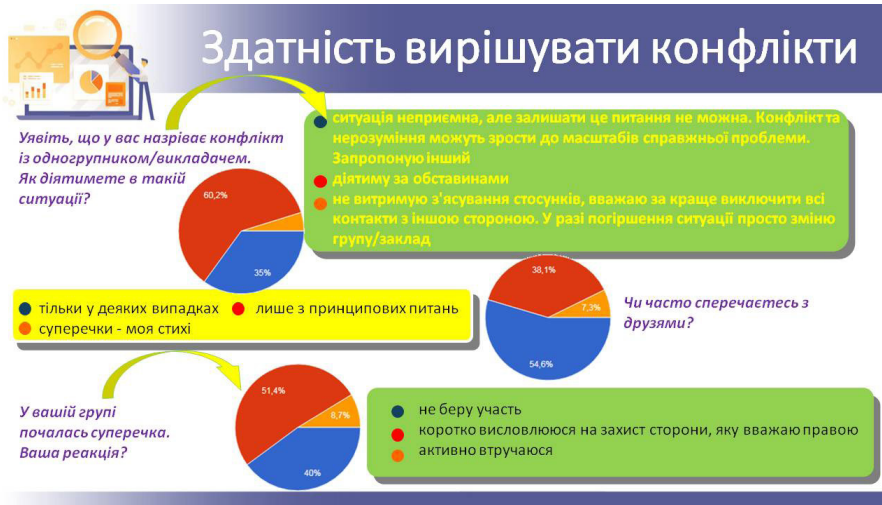 Здатність вирішувати конфлікти
Уявіть, що у вас назріває конфлікт
із одногрупником/викладачем.
Як діятимете в такій
ситуації?
60,2%
35%
ситуація неприємна, але залишати це питання не можна. Конфлікт та
нерозуміння можуть зрости до масштабів справжньої проблеми.
Запропоную інший
діятиму за обставинами
не витримую з'ясування стосунків, вважаю за краще виключити всі
контакти з іншою стороною. У разі погіршення ситуації просто зміню
групу/заклад
тільки у деяких випадках лише з принципових питань
суперечки - моя стихі
38,1%
7,3%
54,6%
Чи часто сперечаєтесь з
друзями?
У вашій групі
почалась суперечка.
Ваша реакція?
51,4%
8,7%
40%
не беру участь
коротко висловлююся на захист сторони, яку вважаю правою
активно втручаюся